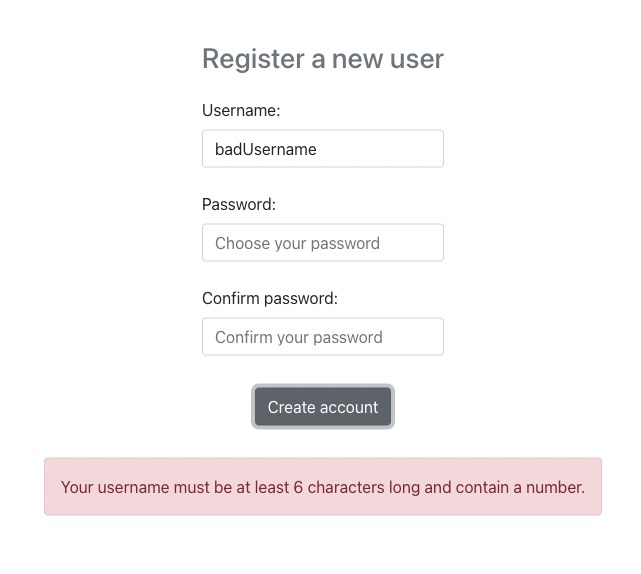 Register a new user
Username:
badUsername
Password:
Choose your password
Confirm password:
Confirm your password
Create account
Your username must be at least 6 characters long and contain a number.